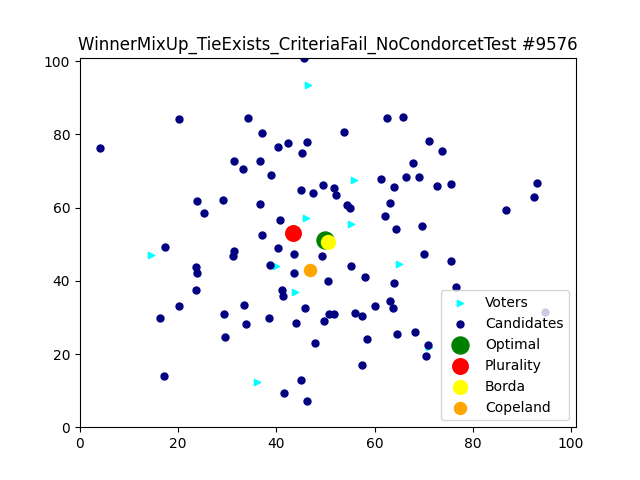 WinnerMixUp_TieExists_CriteriaFail_NoCondorcetTest #9576
100
80
60
40
20
0
0 20 40 60 80 100
Voters
Candidates
Optimal
Plurality
Borda
Copeland